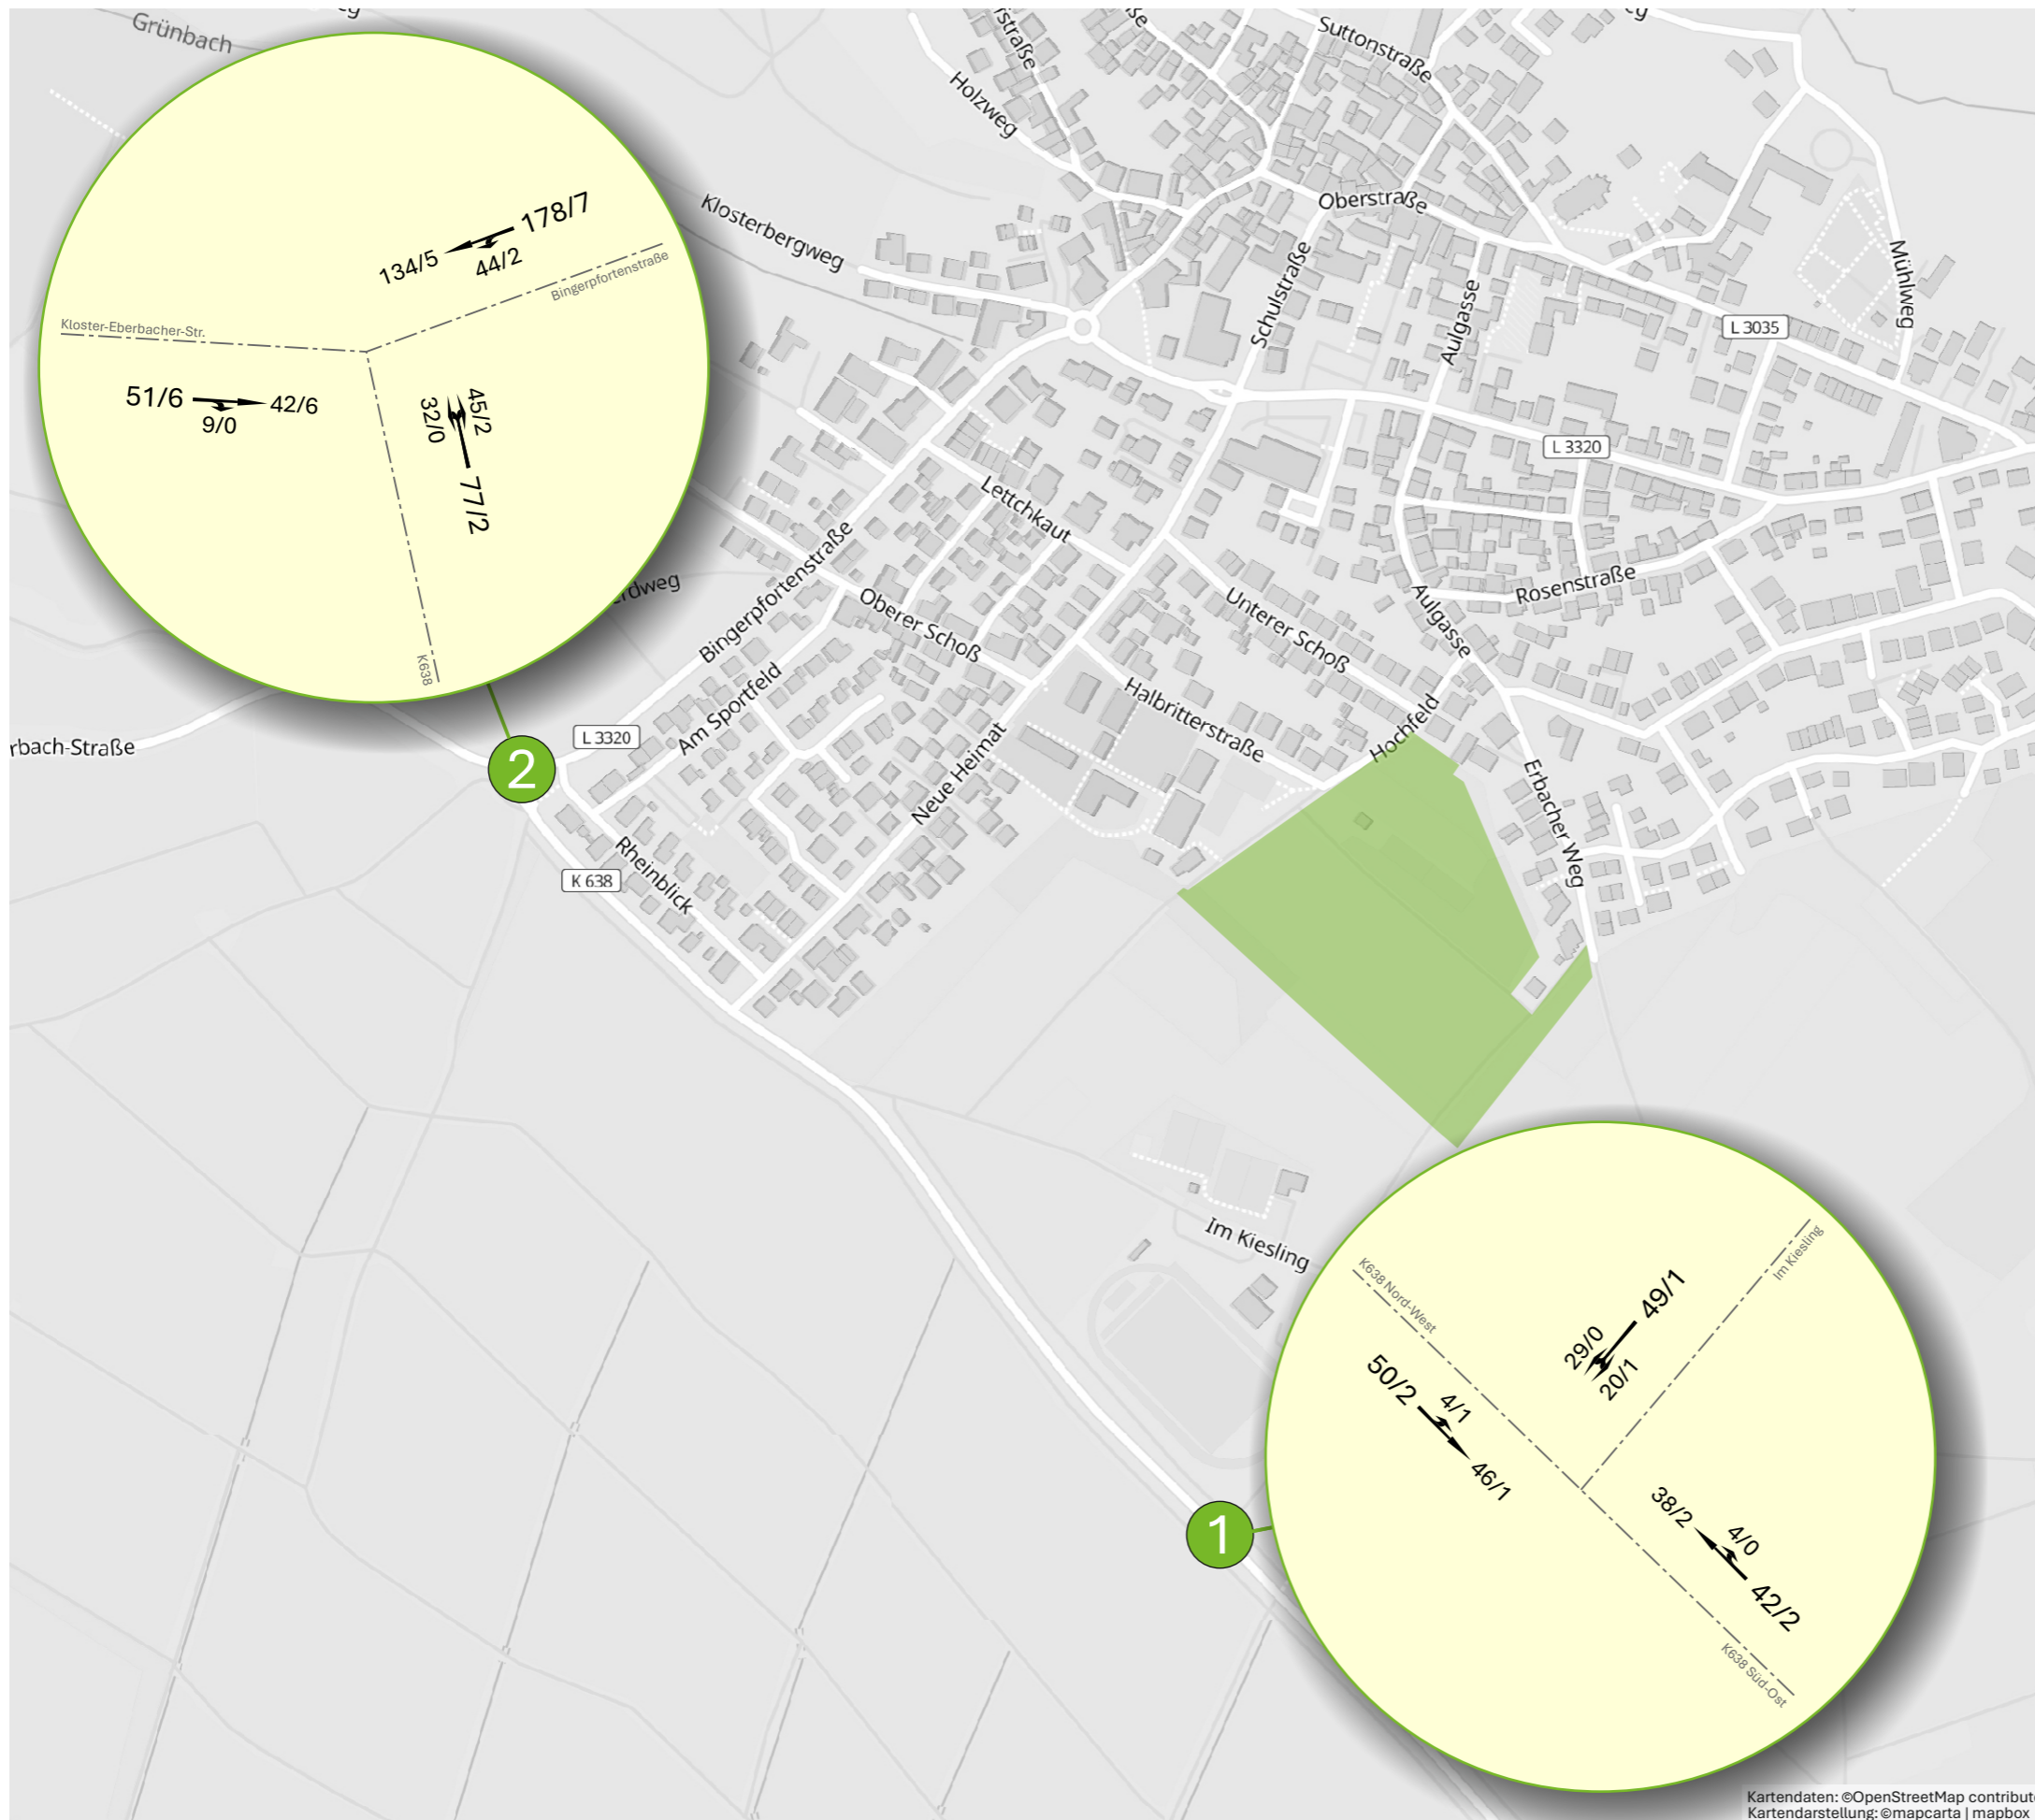 Grünbach
Holzweg
Suttonstraße
Klosterbergweg
Oberstraße
Schulstraße
Aulgasse
Mühlweg
L 3035
L 3320
178/7
134/5
44/2
Bingerpfortenstraße
Kloster-Eberbacher-Str.
51/6
42/6
9/0
45/2
32/0
77/2
K638
Lettchkaut
Bingerpfortenstraße
Oberer Schoß
Unterer Schoß
Aulgasse
Rosenstraße
Am Sportfeld
Halbritterstraße
Hochfeld
Neue Heimat
Erbacher Weg
rbach-Straße
L 3320
2
Rheinblick
K 638
Im Kiesling
Im Kiesling
K638 Nord-West
49/1
29/0
20/1
50/2
4/1
46/1
38/2
4/0
42/2
K638 Süd-Ost
1
Kartendaten: ©OpenStreetMap contribut
Kartendarstellung: ©mapcarta | mapbox